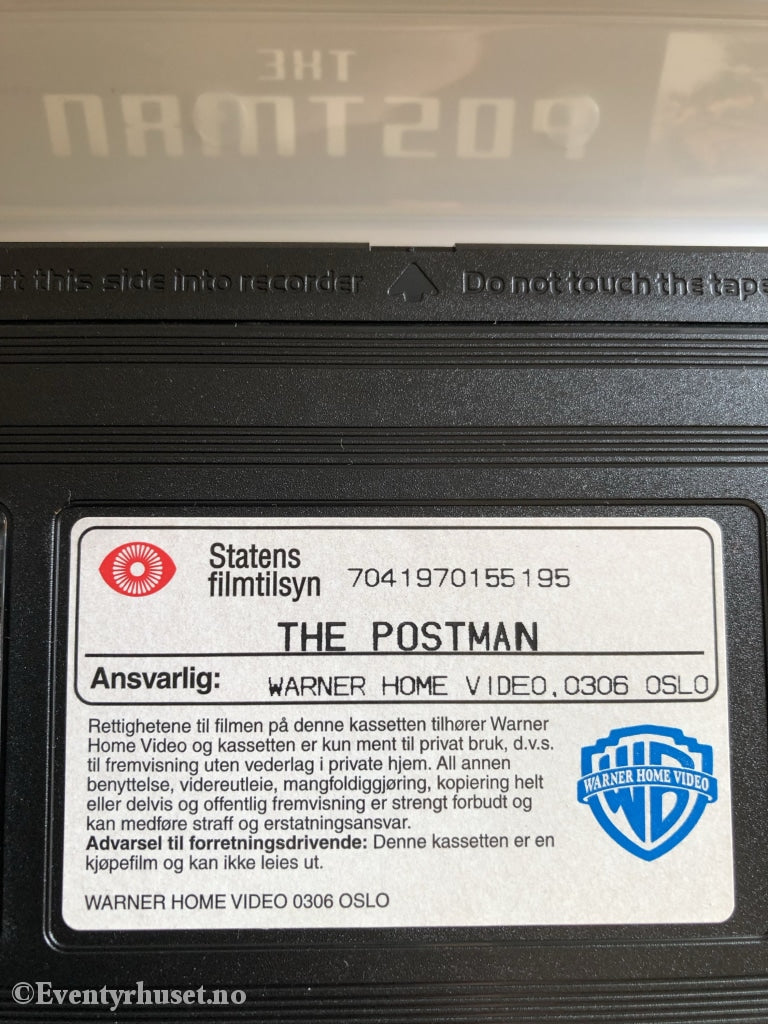 THE
POSTMAN
rt this side into recorder
Do not touch the tape
Statens
filmtilsyn
7041970155195
THE POSTMAN
Ansvarlig:
WARNER HOME VIDEO,0306 OSLO
Rettighetene til filmen på denne kassetten tilhører Warner
Home Video og kassetten er kun ment til privat bruk, d.v.s.
til fremvisning uten vederlag i private hjem. All annen
benyttelse, videreutleie, mangfoldiggjøring, kopiering helt
eller delvis og offentlig fremvisning er strengt forbudt og
kan medføre straff og erstatningsansvar.
Advarsel til forretningsdrivende: Denne kassetten er en
kjøpefilm og kan ikke leies ut.
WARNER HOME VIDEO 0306 OSLO
WB
WARNER HOME VIDEO
©Eventyrhuset.no